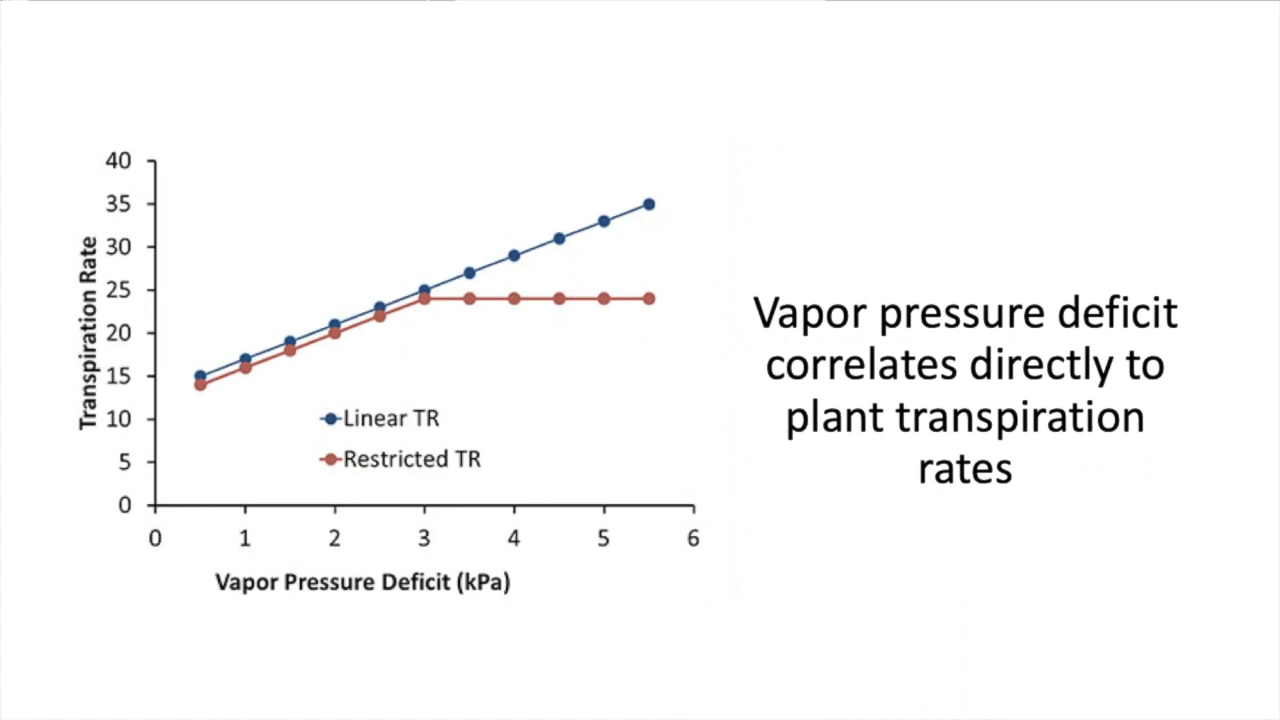 40
35
30
25
20
15
10
5
0
Transpiration Rate
Linear TR
Restricted TR
0 1 2 3 4 5 6
Vapor Pressure Deficit (kPa)
Vapor pressure deficit
correlates directly to
plant transpiration
rates